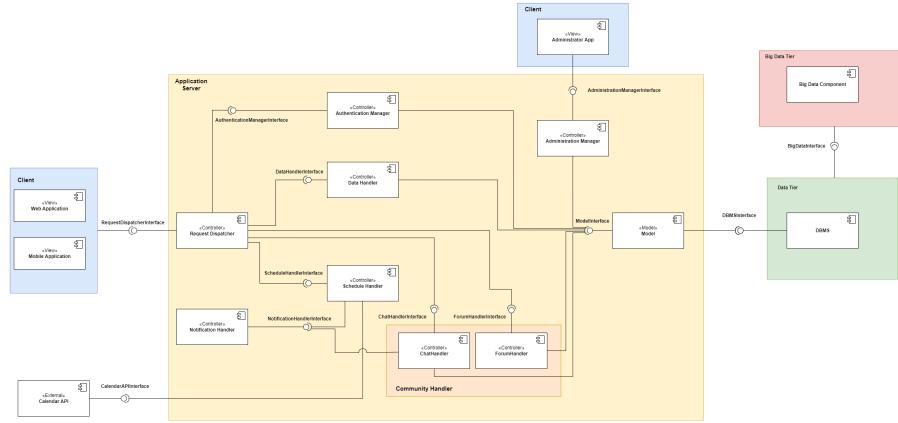 Client
«View»
Administrator App
Big Data Tier
Big Data Component
Application
Server
AdministrationManagerInterface
«Controller»
Authentication Manager
AuthenticationManagerInterface
«Controller»
Administration Manager
BigDataInterface
Client
«View»
Web Application
«View»
Mobile Application
RequestDispatcherInterface
DataHandlerInterface
«Controller»
Data Handler
Data Tier
«Controller»
Request Dispatcher
ModelInterface
«Model»
Model
DBMSInterface
DBMS
ScheduleHandlerInterface
«Controller»
Schedule Handler
«Controller»
Notification Handler
NotificationHandlerInterface
ChatHandlerInterface
ForumHandlerInterface
«Controller»
ChatHandler
«Controller»
ForumHandler
Community Handler
«External»
Calendar API
CalendarAPIInterface